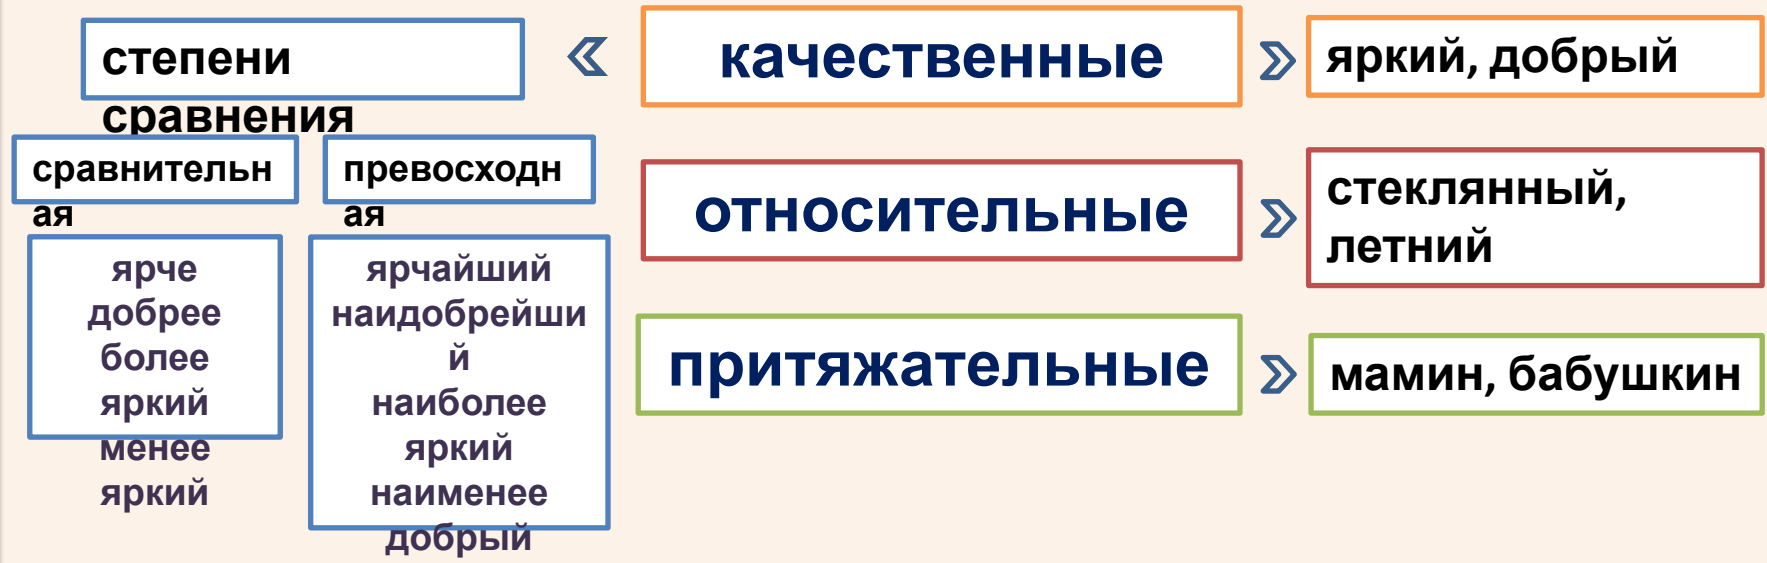 степени
сравнения
качественные
яркий, добрый
сравнительн
ая
превосходн
ая
ярче
добрее
более
яркий
менее
яркий
ярчайший
наидобрейши
й
наиболее
яркий
наименее
добрый
относительные
стеклянный,
летний
притяжательные
мамин, бабушкин